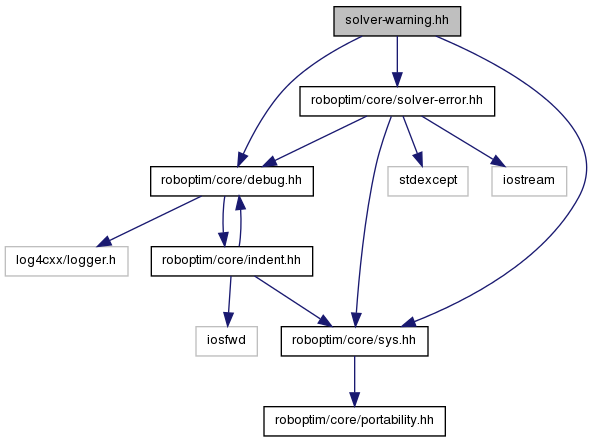 solver-warning.hh
roboptim/core/solver-error.hh
roboptim/core/debug.hh
stdexcept
iostream
log4cxx/logger.h
roboptim/core/indent.hh
iosfwd
roboptim/core/sys.hh
roboptim/core/portability.hh